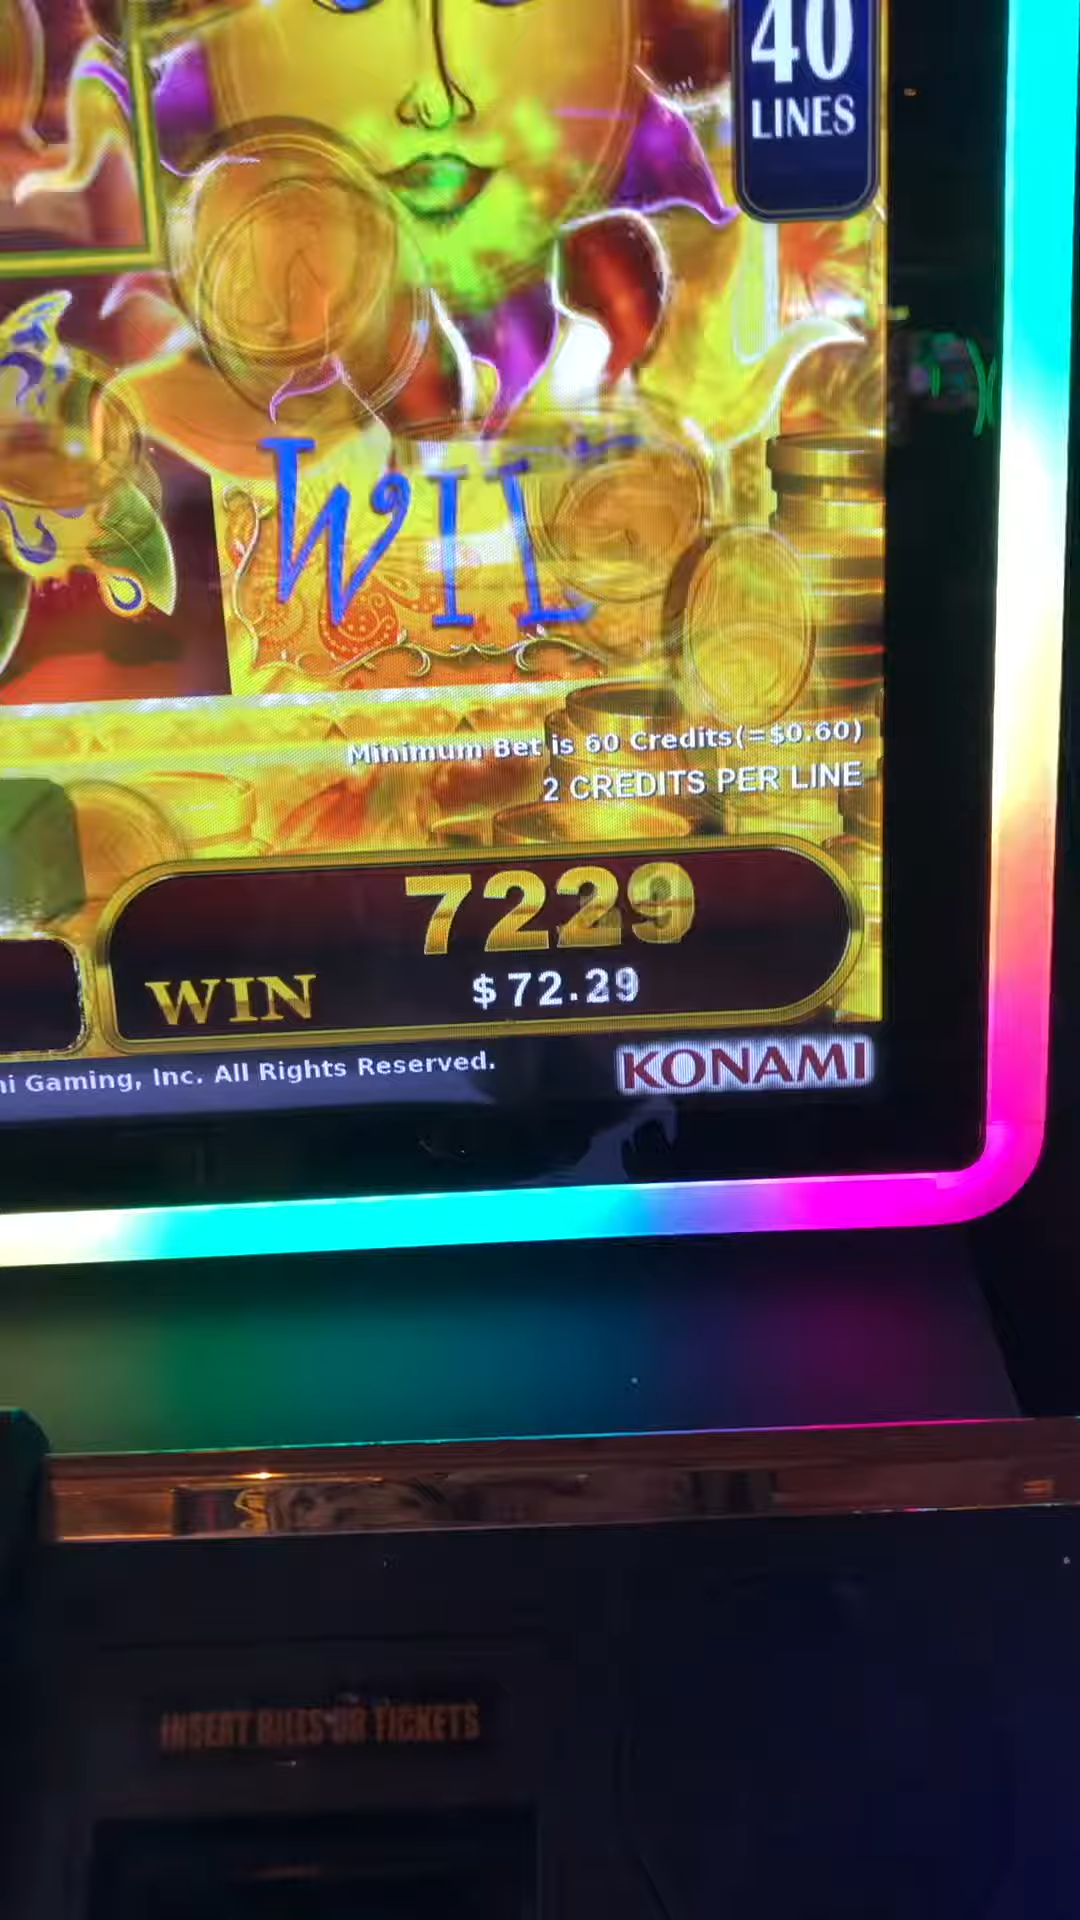 40
LINES
WIL
Minimum Bet is 60 Credits(=$0.60)
2 CREDITS PER LINE
7229
WIN $72.29
Gaming, Inc. All Rights Reserved.
KONAMI
INSERT BILLS OR TICKETS